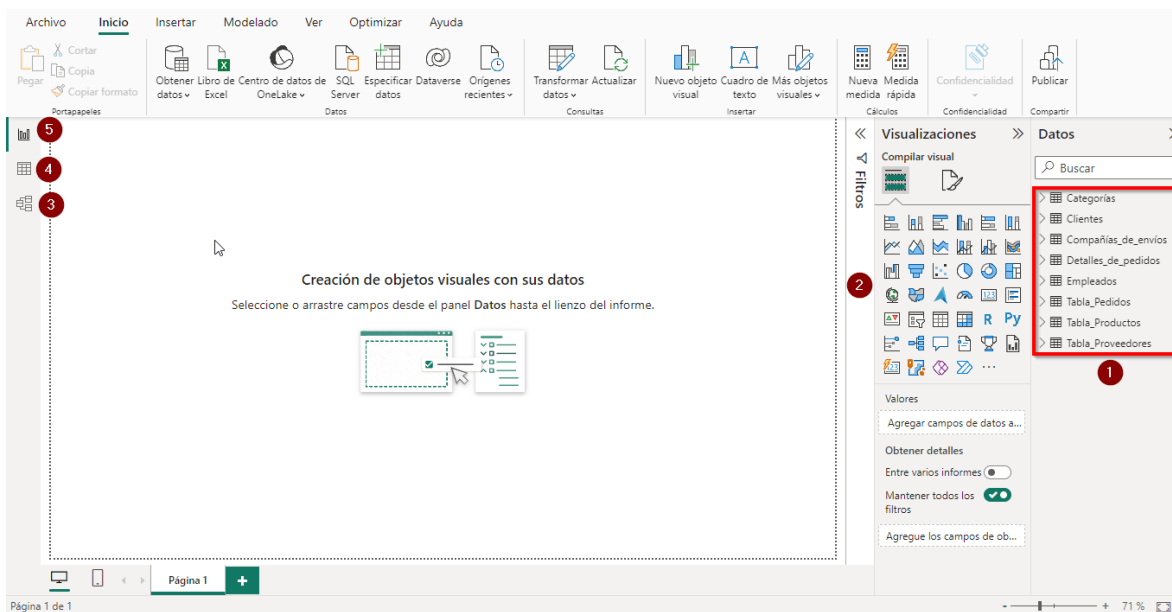 Archivo Inicio Insertar Modelado Ver Optimizar Ayuda
Pegar
Cortar
Copia
Copiar formato
Portapapeles
Obtener datos
Libro de Excel
Centro de datos de OneLake
SQL Server
Especificar datos
Dataverse
Orígenes recientes
Datos
Transformar datos
Actualizar
Consultas
Nuevo objeto visual
Cuadro de texto
Más objetos visuales
Insertar
Nueva medida
Medida rápida
Cálculos
Confidencialidad
Confidencialidad
Publicar
Compartir
5
4
3
Creación de objetos visuales con sus datos
Seleccione o arrastre campos desde el panel Datos hasta el lienzo del informe.
Filtros
2
Visualizaciones
Compilar visual
123
R Py
123
Valores
Agregar campos de datos a...
Obtener detalles
Entre varios informes
Mantener todos los
filtros
Agregue los campos de ob...
Datos
Buscar
Categorías
Clientes
Compañías_de_envíos
Detalles_de_pedidos
Empleados
Tabla_Pedidos
Tabla_Productos
Tabla_Proveedores
1
Página 1 +
Página 1 de 1
- + 71 %